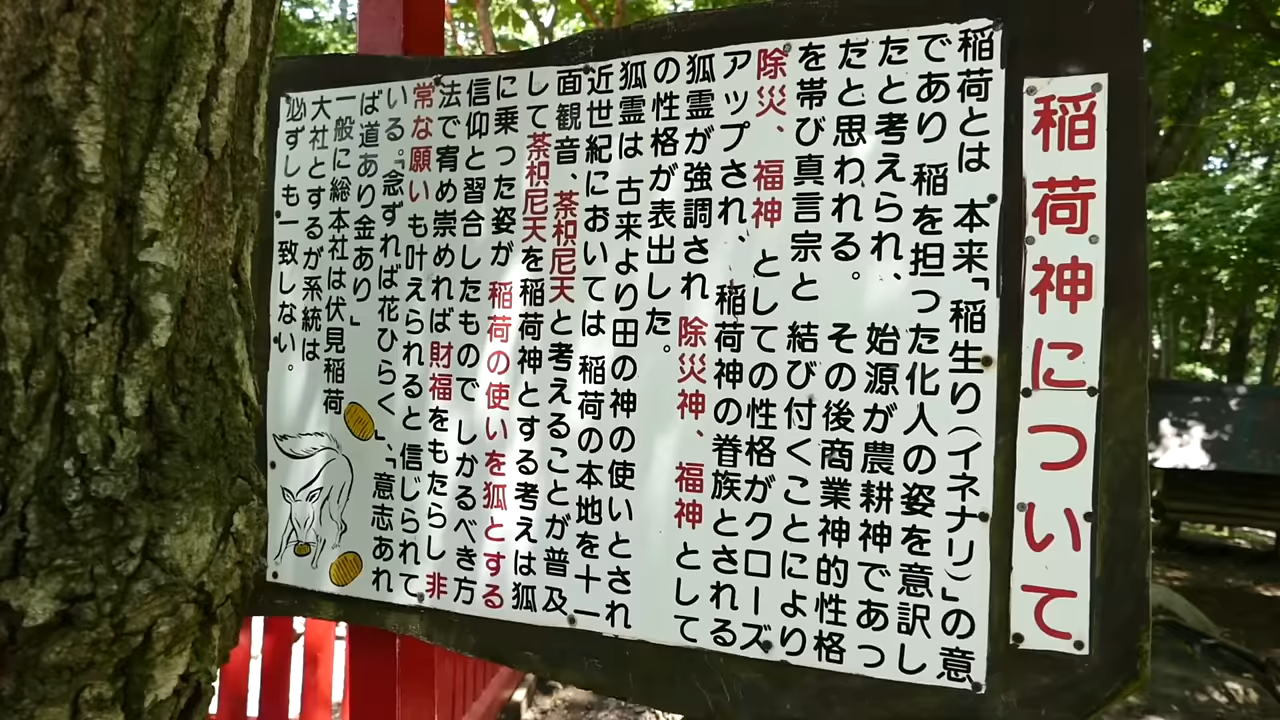 稲荷神について
稲荷とは 本来「稲生り(イネナリ)」の意
であり 稲を担った化人の姿を意訳し
たと考えられ、 始源が農耕神であっ
だと思われる。 その後商業神的性格
を帯び真言宗と 結び付くことにより
除災、福神 としての性格がクローズ
アップされ、 稲荷神の眷族とされる
狐霊が強調され 除災神、福神として
の性格が表出した。
狐霊は 古来より田の神の使いとされ
近世紀においては 稲荷の本地を十一
面観音、荼枳尼天と考えることが普及
して荼枳尼天を稲荷神とする考えは狐
に乗った姿が 稲荷の使いを狐とする
信仰と習合したもので しかるべき方
法で宥め崇めれば財福をもたらし 非
常な願いも叶えられると 信じられて
いる。『念ずれば花ひらく』、「意志あれ
ば道あり金あり」
一般に総本社は伏見稲荷
大社とするが系統は
必ずしも一致しない。